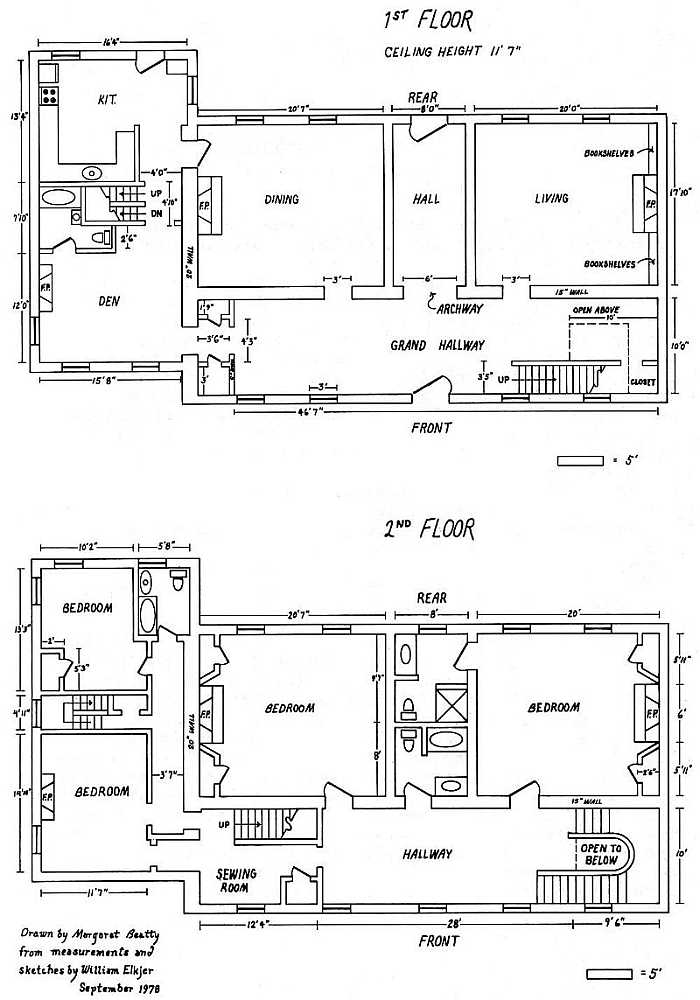 1ST FLOOR
CEILING HEIGHT 11' 7"
16'4"
REAR
20'7"
8'0"
20'0"
KIT.
13'4"
BOOKSHELVES
4'0"
UP
4'10"
DN
DINING
HALL
LIVING
F.P.
F.P.
17'10"
7'10"
2'6"
20" WALL
BOOKSHELVES
F.P.
DEN
3'
6'
3'
15" WALL
12'0"
1'9"
ARCHWAY
OPEN ABOVE
10'
3'6"
4'3"
GRAND HALLWAY
10'0"
3'5"
UP
CLOSET
15'8"
3'
3'
46'7"
FRONT
= 5'
2ND FLOOR
10'2"
5'8"
REAR
20'7"
8'
20'
BEDROOM
13'3"
2'
5'3"
9'7"
5'11"
4'11"
20" WALL
F.P.
BEDROOM
BEDROOM
F.P.
6'
8'
F.P.
BEDROOM
3'7"
2'6"
5'11"
15" WALL
UP
HALLWAY
OPEN TO
BELOW
10'
SEWING
ROOM
11'7"
12'4"
28'
9'6"
FRONT
Drawn by Margaret Beatty
from measurements and
sketches by William Elkjer
September 1978
= 5'